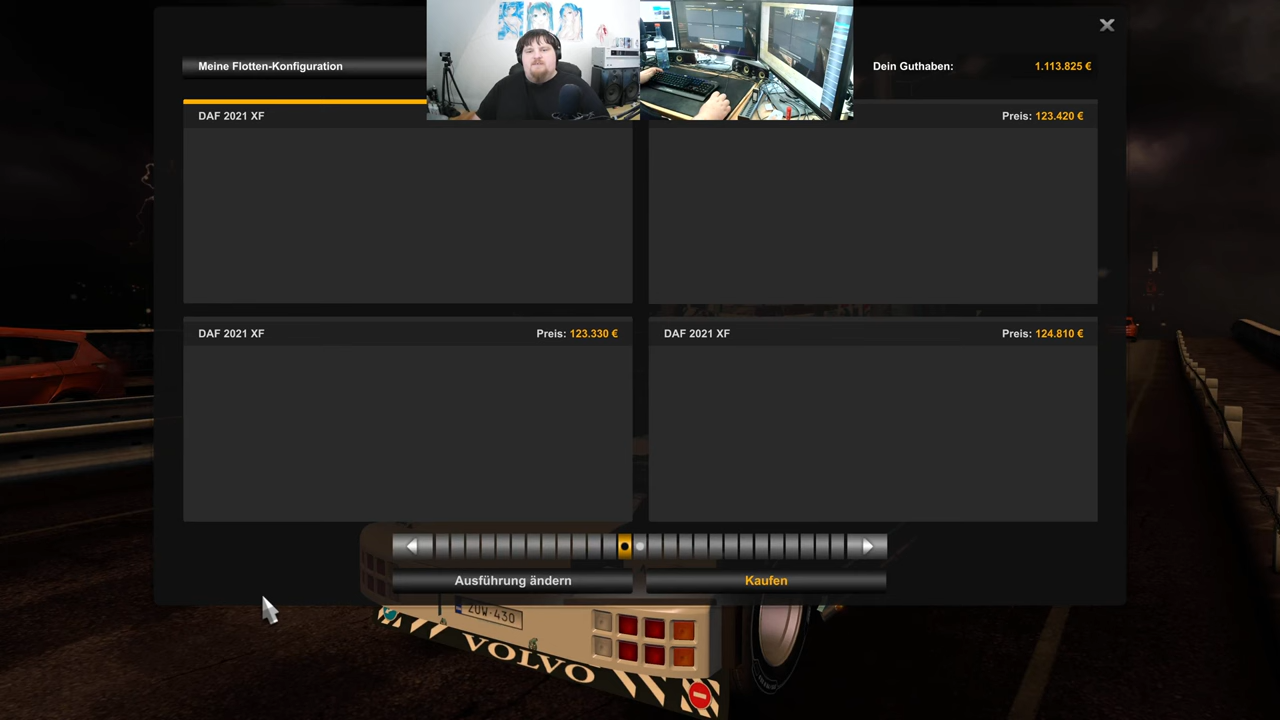 Meine Flotten-Konfiguration
Dein Guthaben: 1.113.825 €
DAF 2021 XF
Preis: 123.420 €
DAF 2021 XF Preis: 123.330 €
DAF 2021 XF Preis: 124.810 €
Ausführung ändern
Kaufen
ZUW-430
VOLVO